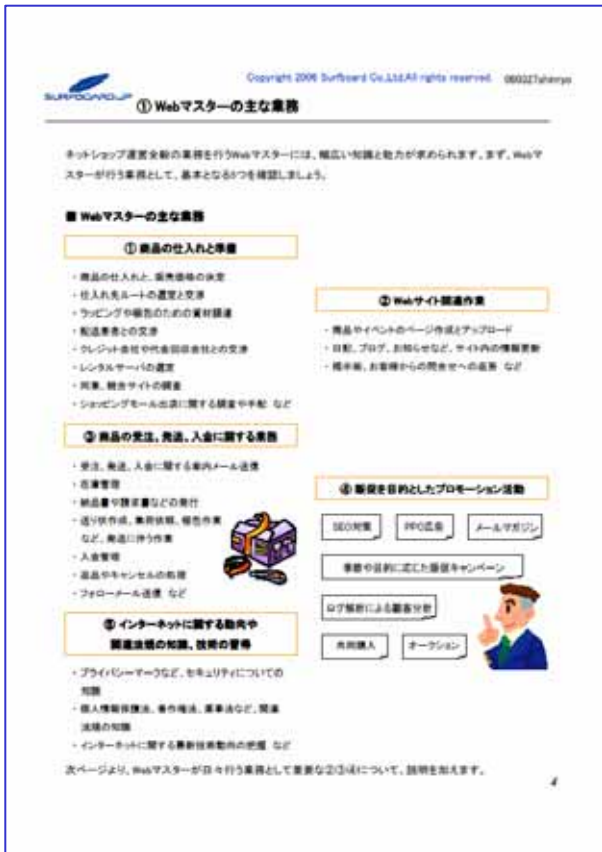 Copyright 2006 Surfboard Co.,Ltd.All rights reserved.
SURFBOARD.JP
① Webマスターの主な業務
ネットショップ運営全般の業務を行うWebマスターには、幅広い知識と能力が求められます。まず、Webマ
スターが行う業務として、基本となる5つを確認しましょう。
■ Webマスターの主な業務
① 商品の仕入れと準備
・商品の仕入れと、販売価格の決定
・仕入れ先ルートの選定と交渉
・ラッピングや梱包のための資材調達
・配送業者との交渉
・クレジット会社や代金回収会社との交渉
・レンタルサーバの選定
・同業、競合サイトの調査
・ショッピングモール出店に関する調査や手配 など
② Webサイト関連作業
・商品やイベントのページ作成とアップロード
・日記、ブログ、お知らせなど、サイト内の情報更新
・掲示板、お客様からの問合せへの返答 など
③ 商品の受注、発送、入金に関する業務
・受注、発送、入金に関する案内メール送信
・在庫管理
・納品書や請求書などの発行
・送り状作成、集荷依頼、梱包作業
など、発送に伴う作業
・入金管理
・返品やキャンセルの処理
・フォローメール送信 など
④ 販促を目的としたプロモーション活動
SEO対策 PPC広告 メールマガジン
季節や目的に応じた販促キャンペーン
ログ解析による顧客分析
共同購入 オークション
⑤ インターネットに関する動向や
関連法規の知識、技術の習得
・プライバシーマークなど、セキュリティについての
知識
・個人情報保護法、著作権法、薬事法など、関連
法規の知識
・インターネットに関する最新技術動向の把握 など
次ページより、Webマスターが日々行う業務として重要な②③④について、説明を加えます。
4